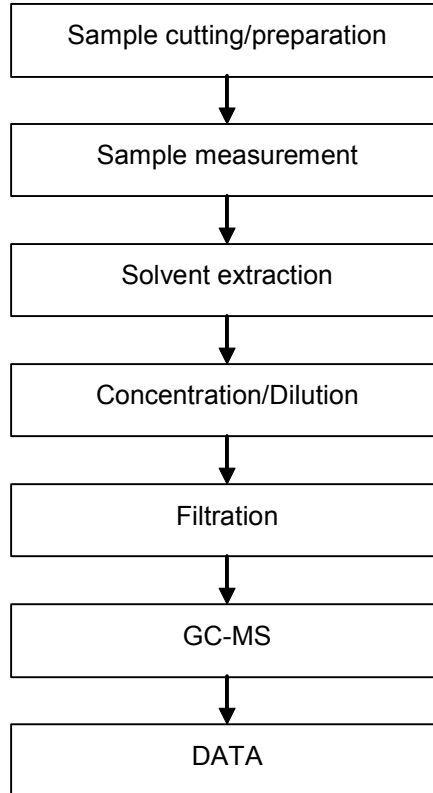 Sample cutting/preparation
Sample measurement
Solvent extraction
Concentration/Dilution
Filtration
GC-MS
DATA